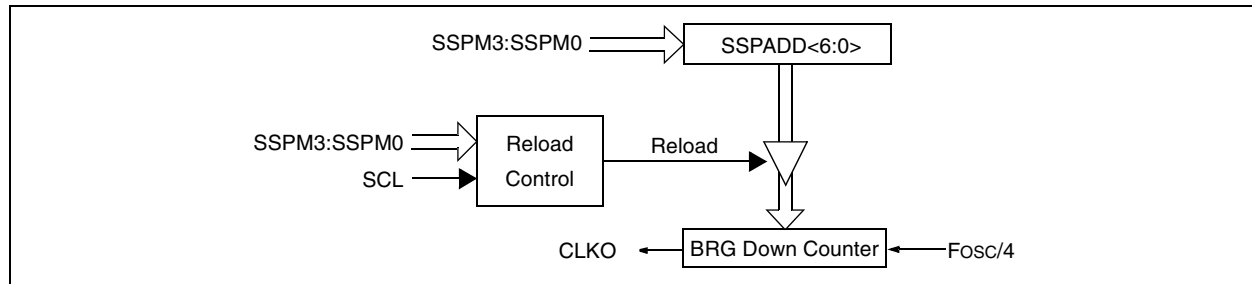 SSPM3:SSPM0
SSPADD<6:0>
SSPM3:SSPM0
Reload
Control
Reload
SCL
CLKO
BRG Down Counter
FOSC/4